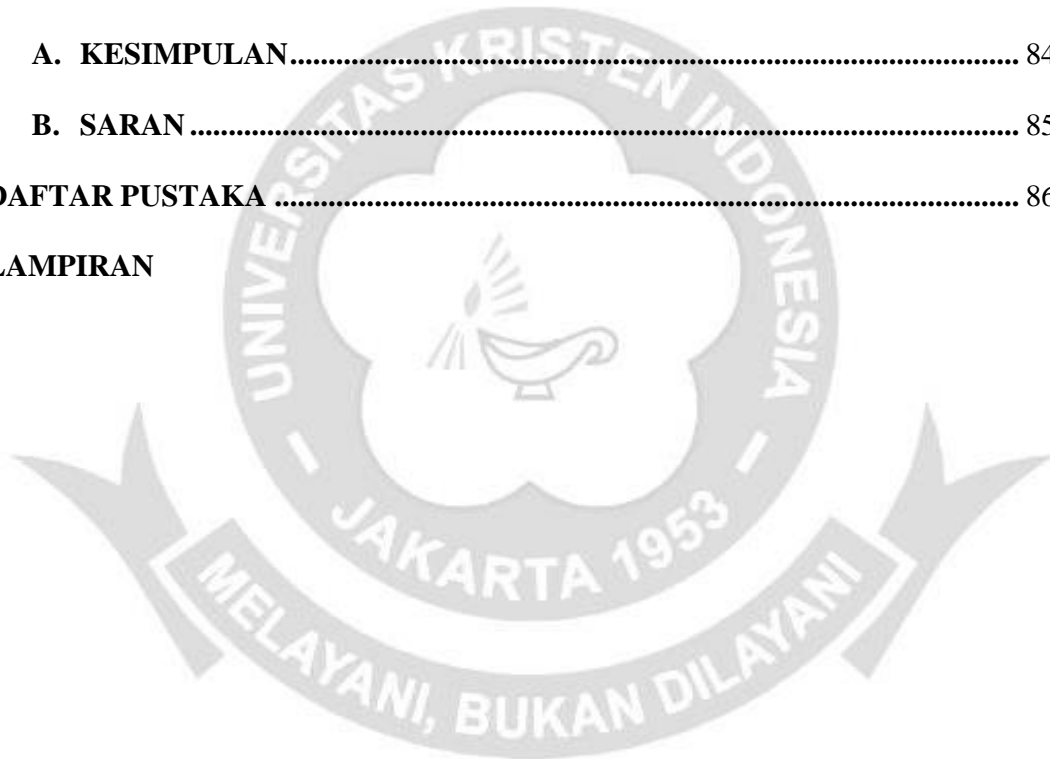 A. KESIMPULAN.................................................................................................. 84
B. SARAN ............................................................................................................ 85
DAFTAR PUSTAKA ................................................................................................. 86
LAMPIRAN
UNIVERSITAS KRISTEN INDONESIA
- JAKARTA 1953 -
MELAYANI, BUKAN DILAYANI